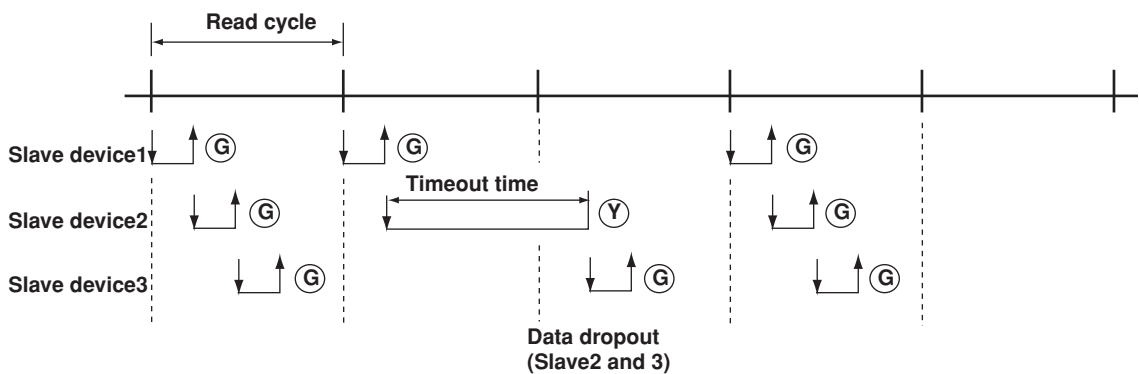 Read cycle
Slave device1
G
G
G
Timeout time
Slave device2
G
Y
G
Slave device3
G
G
G
Data dropout
(Slave2 and 3)